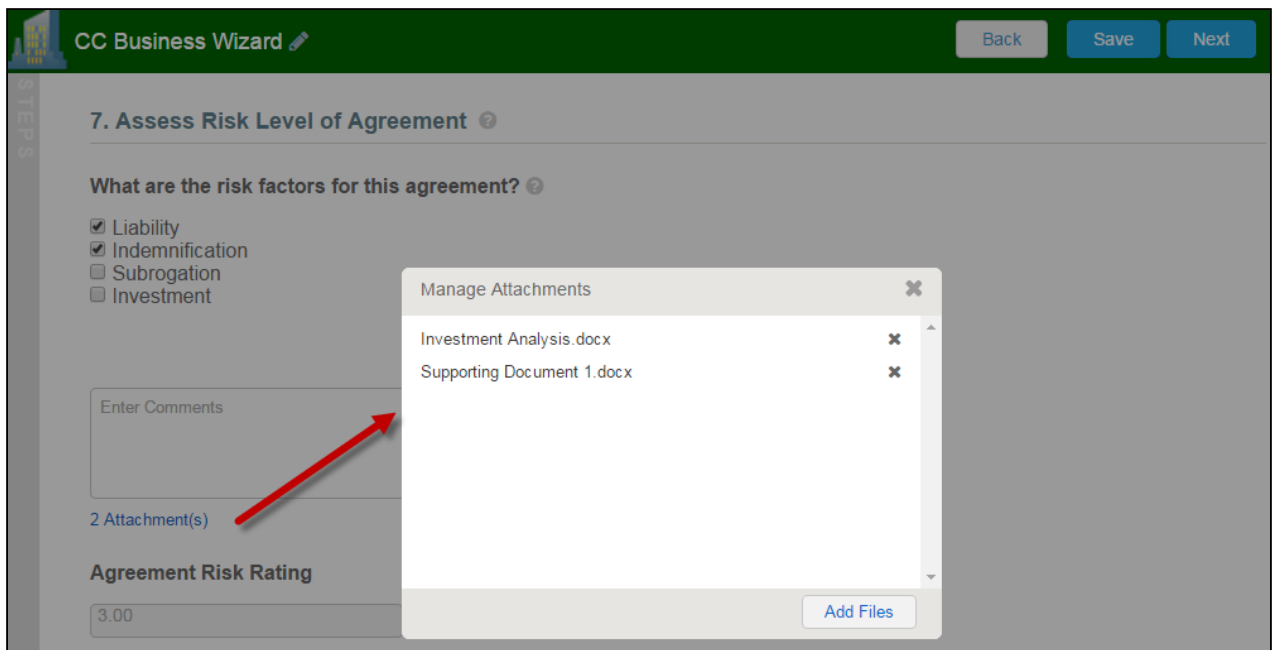 CC Business Wizard
Back
Save
Next
STEPS
7. Assess Risk Level of Agreement
What are the risk factors for this agreement?
Liability
Indemnification
Subrogation
Investment
Manage Attachments
Investment Analysis.docx
Supporting Document 1.docx
Enter Comments
2 Attachment(s)
Agreement Risk Rating
3.00
Add Files